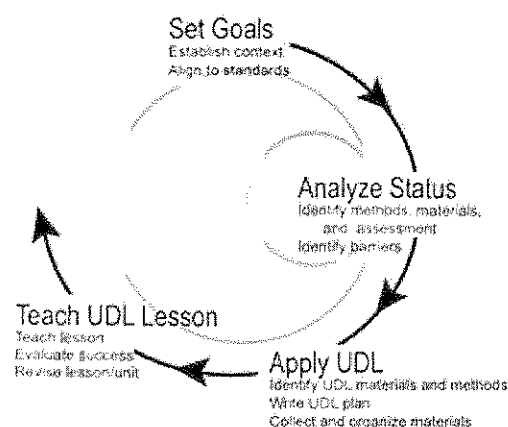 Set Goals
Establish context
Align to standards
Analyze Status
Identify methods, materials,
and assessment
Identify barriers
Apply UDL
Identify UDL materials and methods
Write UDL plan
Collect and organize materials
Teach UDL Lesson
Teach lesson
Evaluate success
Revise lesson/unit